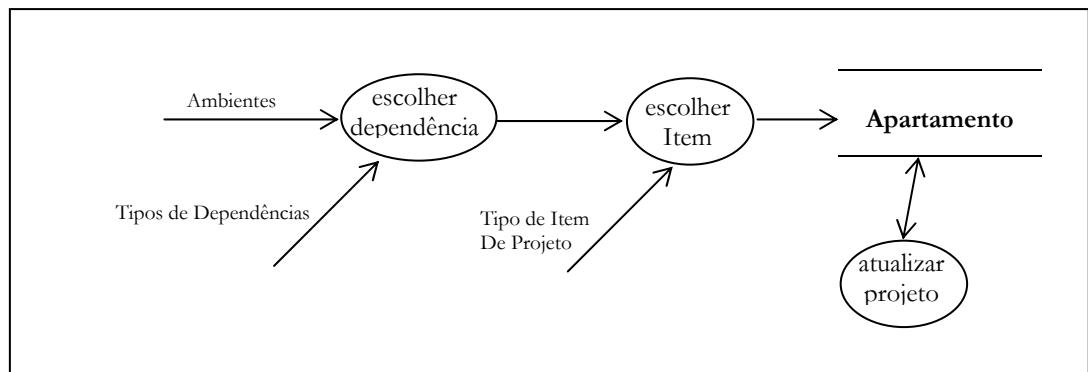 Ambientes
escolher
dependência
Tipos de Dependências
escolher
Item
Tipo de Item
De Projeto
Apartamento
atualizar
projeto